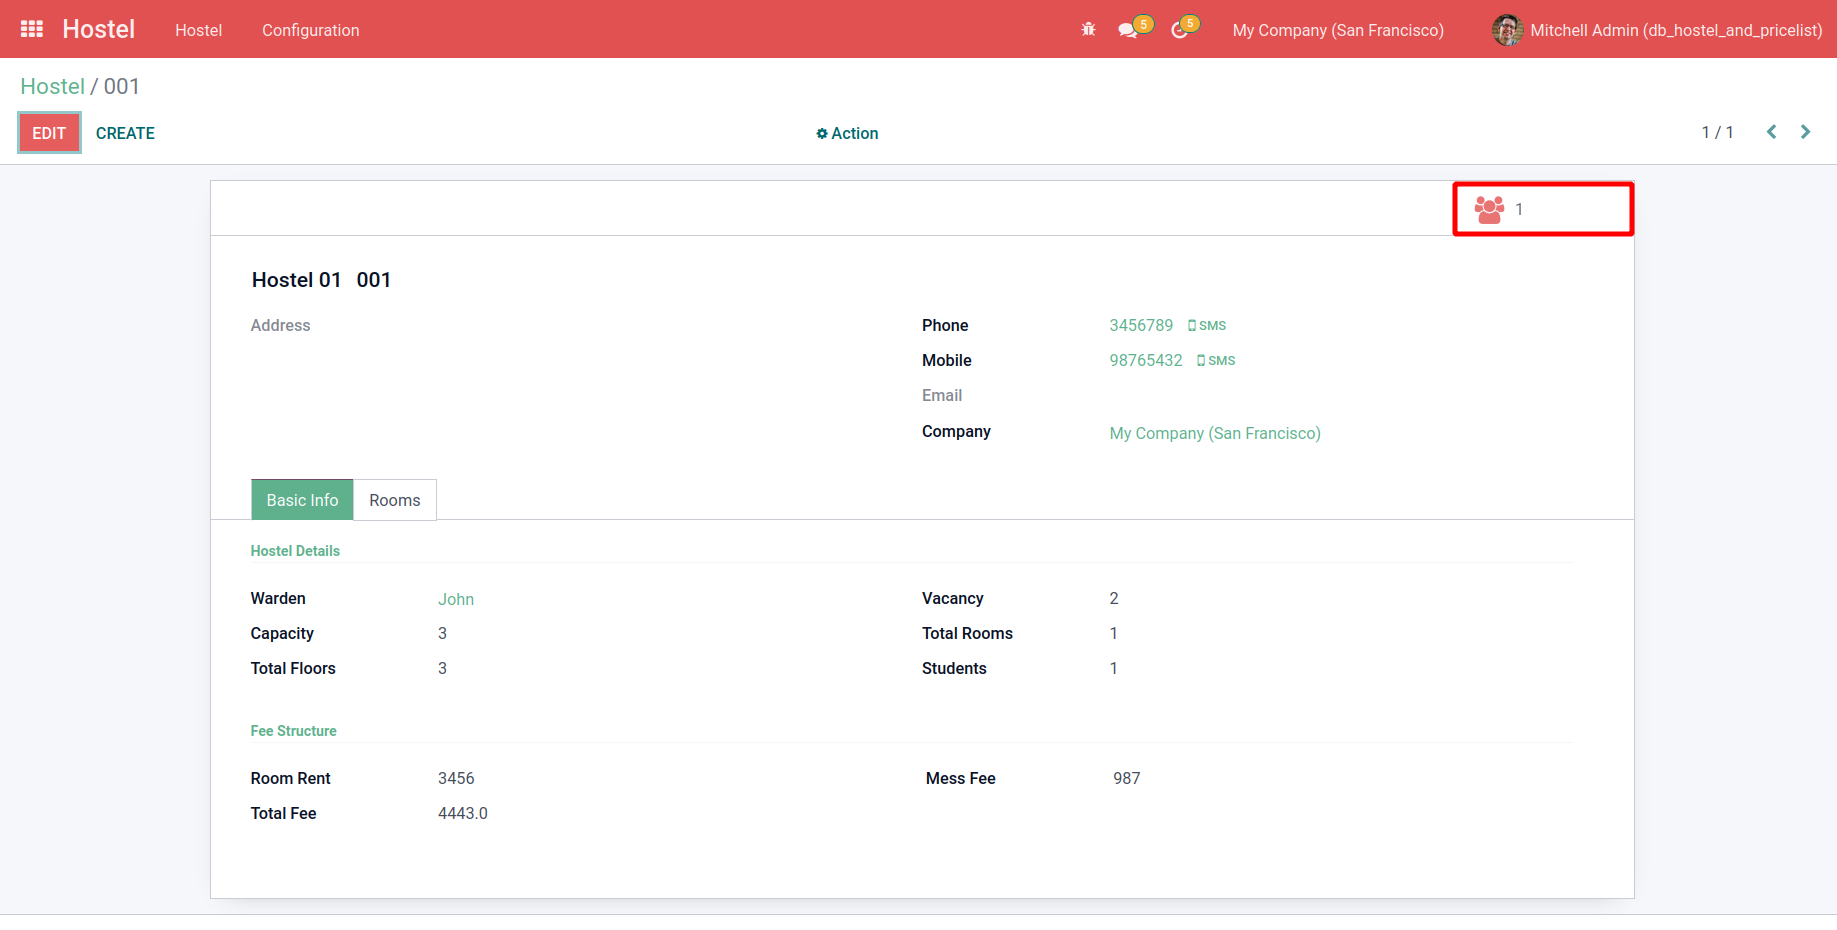 Hostel Hostel Configuration 5 5 My Company (San Francisco) Mitchell Admin (db_hostel_and_pricelist)
Hostel / 001
EDIT CREATE Action 1 / 1
1
Hostel 01 001
Address Phone 3456789 SMS
Mobile 98765432 SMS
Email
Company My Company (San Francisco)
Basic Info Rooms
Hostel Details
Warden John Vacancy 2
Capacity 3 Total Rooms 1
Total Floors 3 Students 1
Fee Structure
Room Rent 3456 Mess Fee 987
Total Fee 4443.0